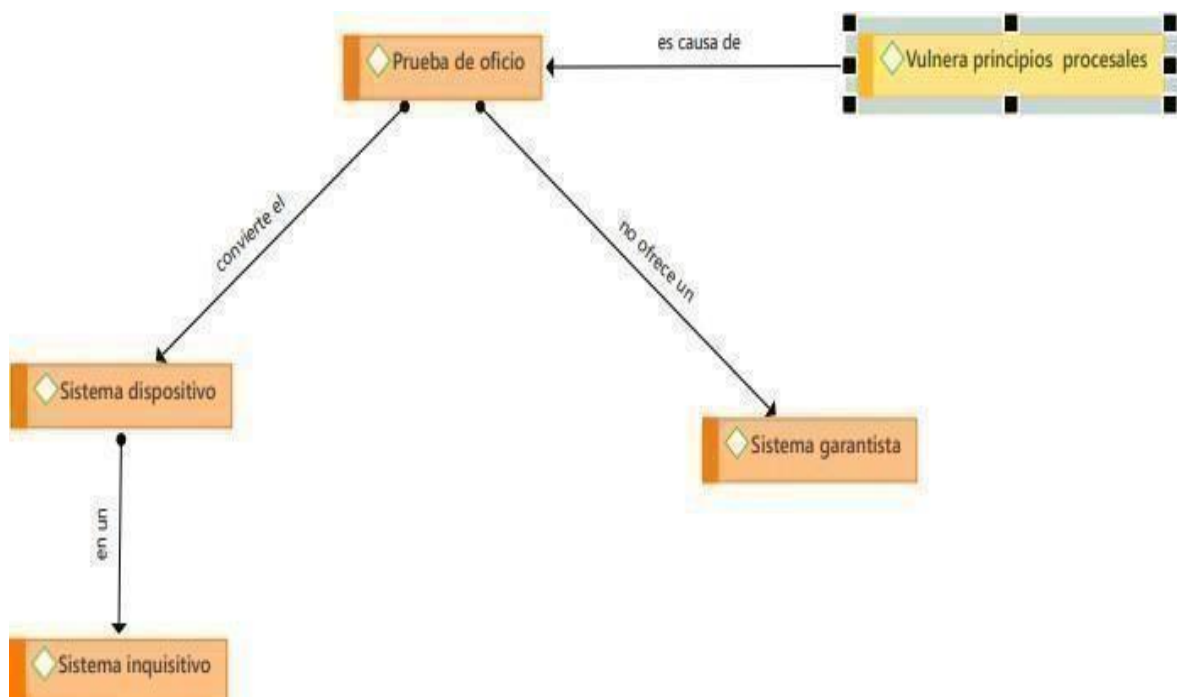 es causa de
Prueba de oficio
Vulnera principios procesales
convierte el
no ofrece un
Sistema dispositivo
Sistema garantista
en un
Sistema inquisitivo